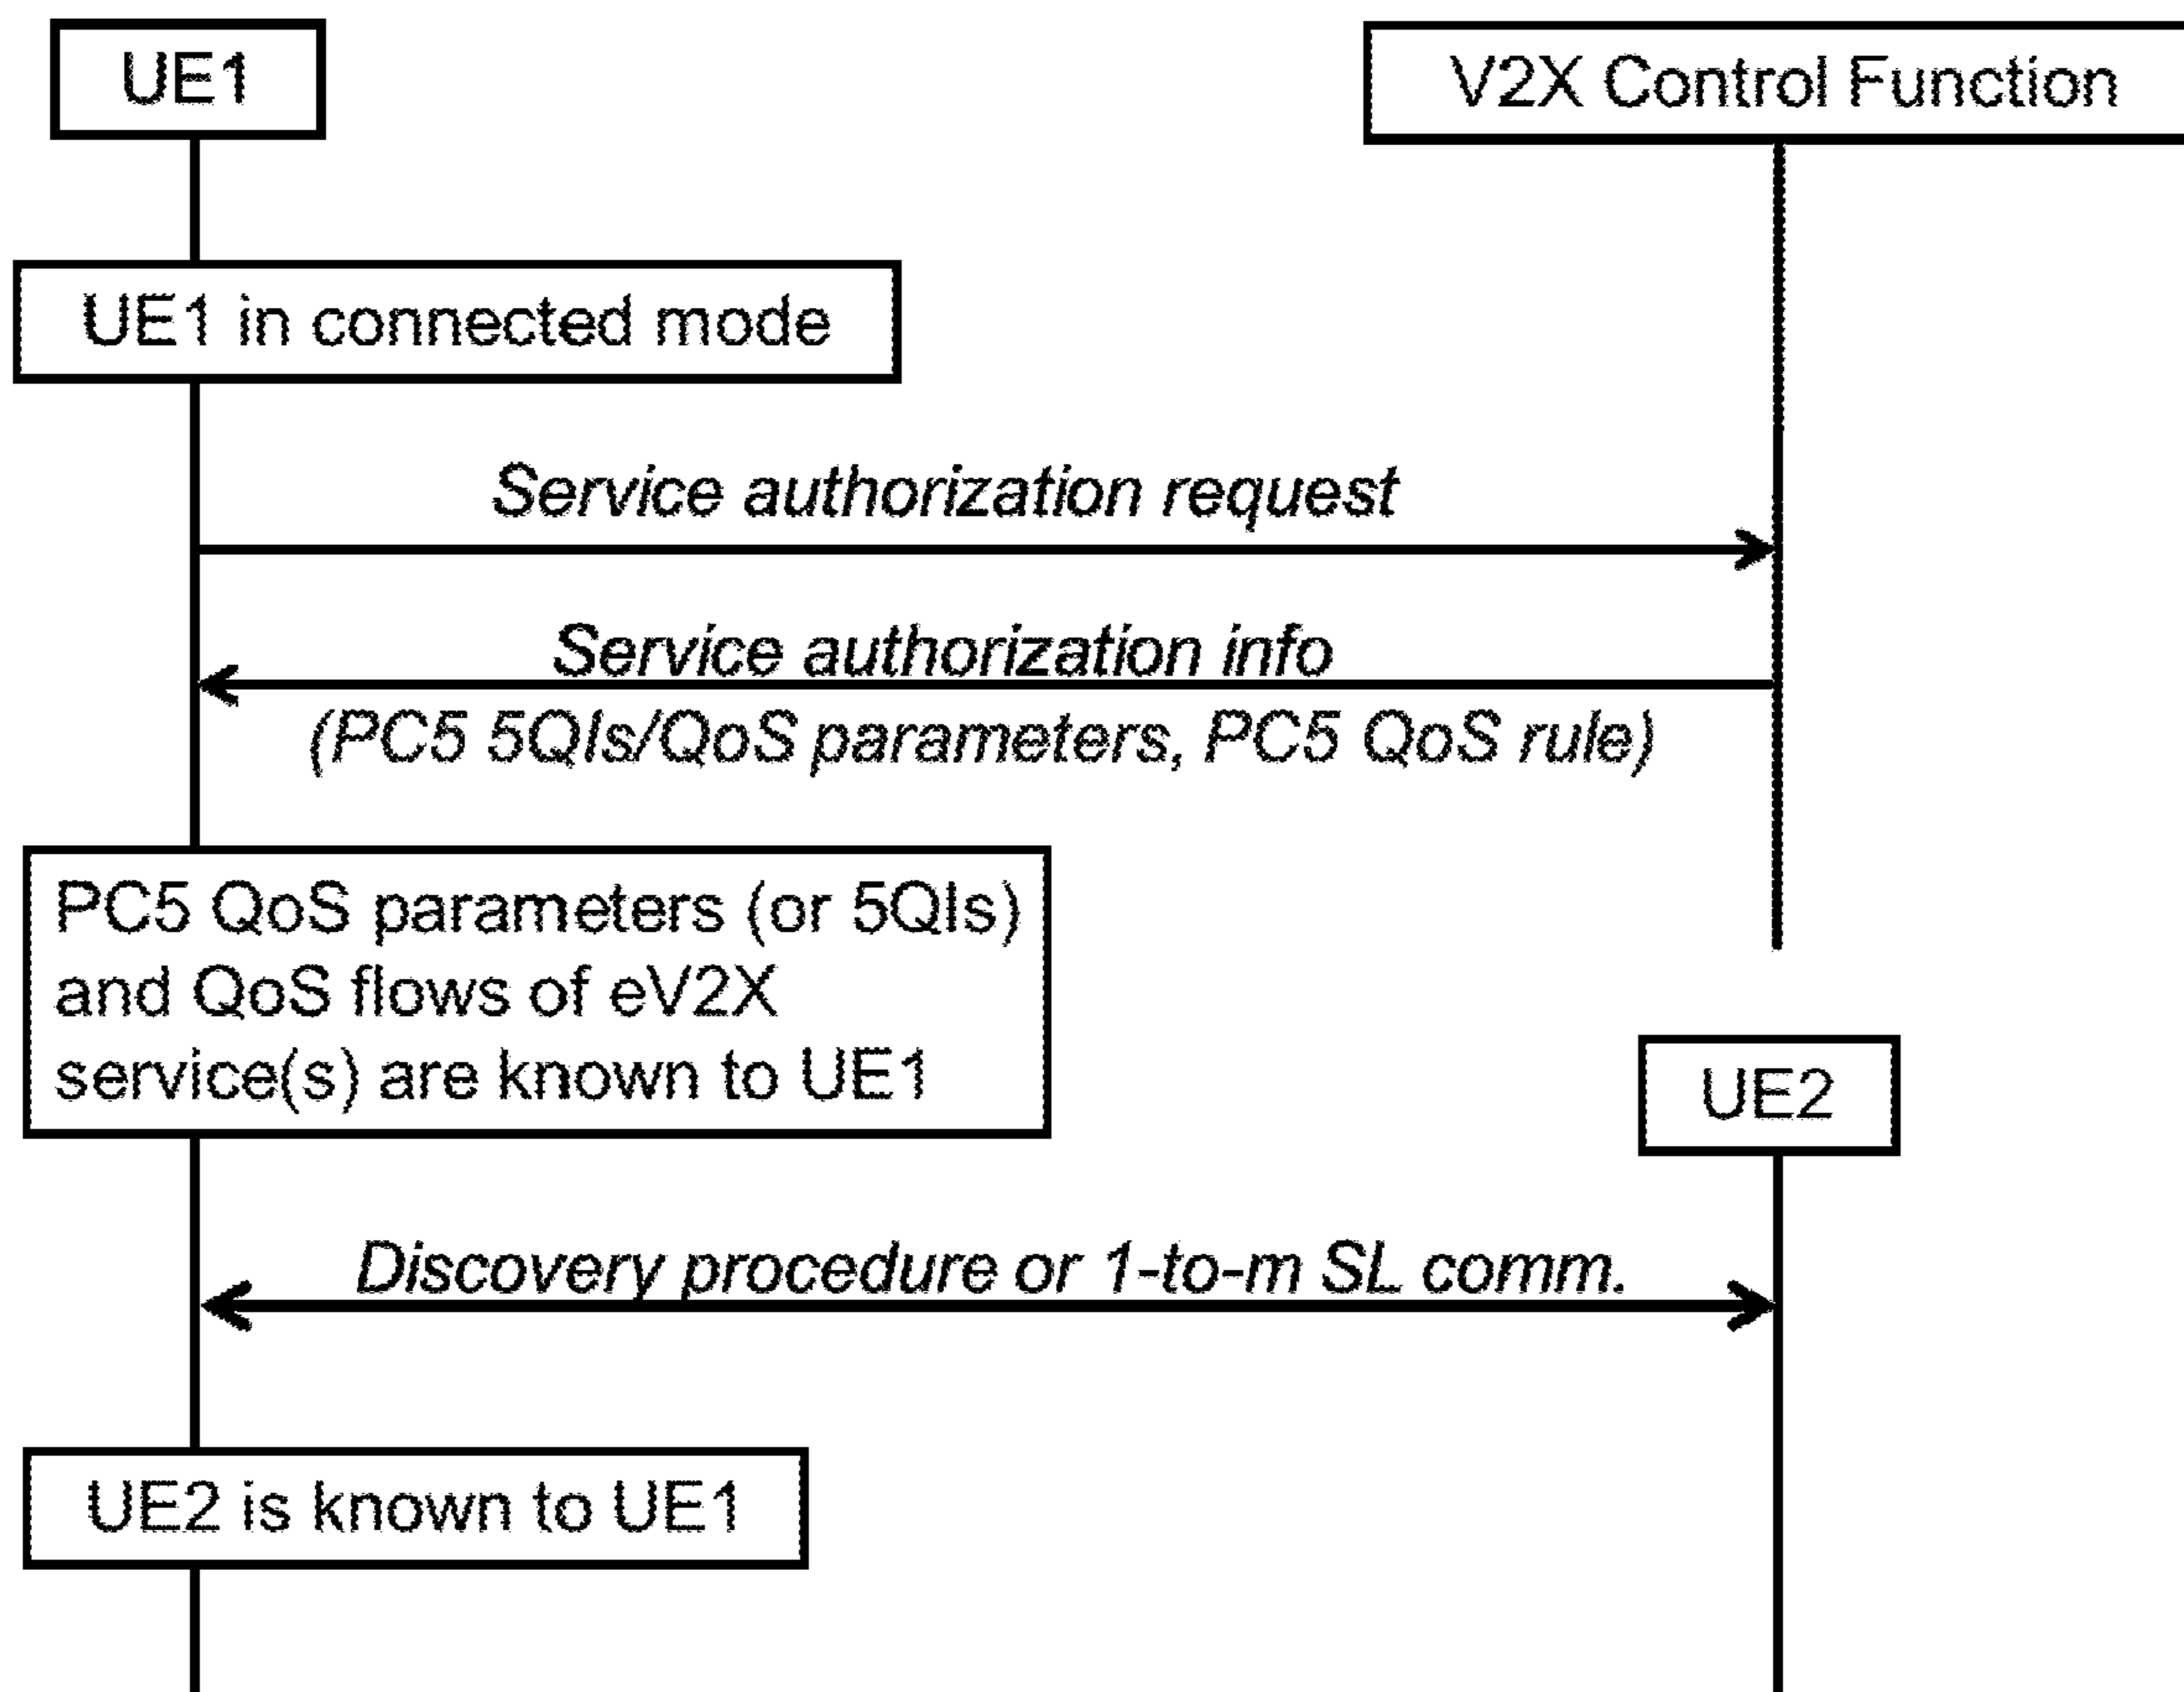 UE1
V2X Control Function
UE1 in connected mode
Service authorization request
Service authorization info
(PC5 5QIs/QoS parameters, PC5 QoS rule)
PC5 QoS parameters (or 5QIs)
and QoS flows of eV2X
service(s) are known to UE1
UE2
Discovery procedure or 1-to-m SL comm.
UE2 is known to UE1